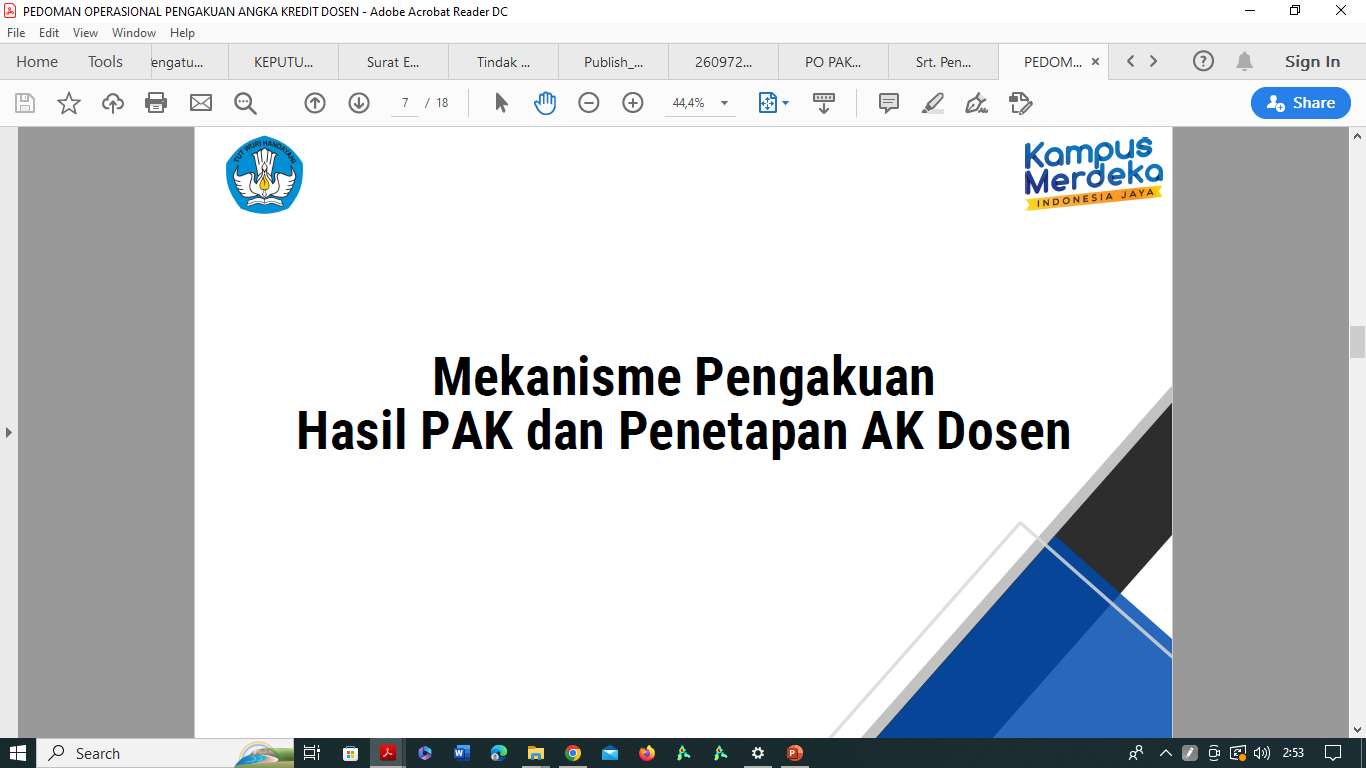 PEDOMAN OPERASIONAL PENGAKUAN ANGKA KREDIT DOSEN - Adobe Acrobat Reader DC
File Edit View Window Help
Home Tools engatu... KEPUTU... Surat E... Tindak ... Publish_... 260972... PO PAK... Srt. Pen... PEDOM... Sign In
7 / 18 44,4% Share
TUT WURI HANDAYANI
Kampus
Merdeka
INDONESIA JAYA
Mekanisme Pengakuan
Hasil PAK dan Penetapan AK Dosen
Search 2:53